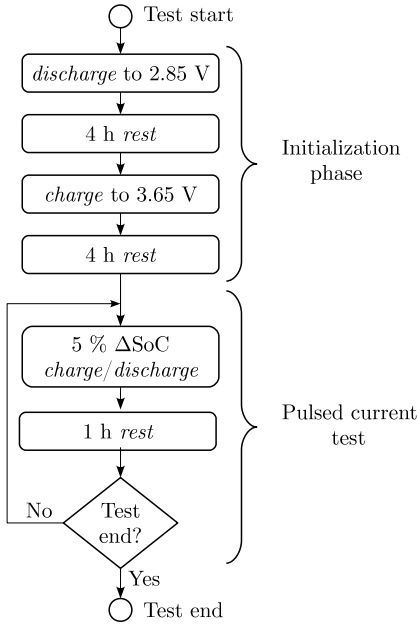 Test start
discharge to 2.85 V
4 h rest
charge to 3.65 V
4 h rest
Initialization
phase
5 % ΔSoC
charge/discharge
1 h rest
Pulsed current
test
Test
end?
No
Yes
Test end